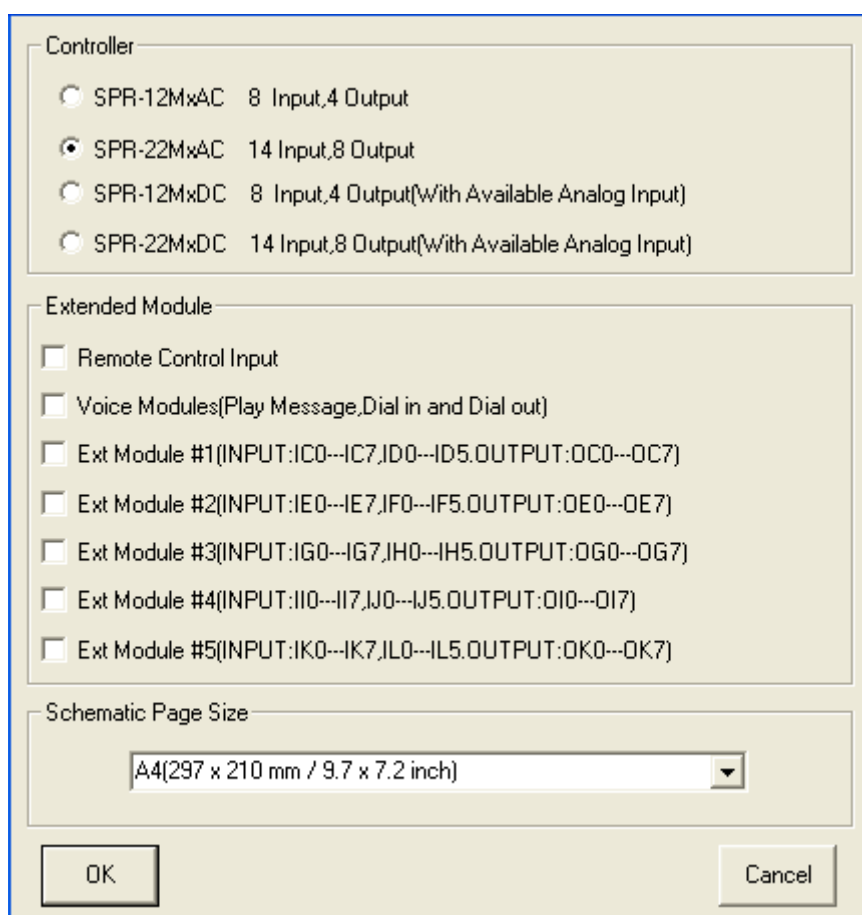 Controller
SPR-12MxAC 8 Input,4 Output
SPR-22MxAC 14 Input,8 Output
SPR-12MxDC 8 Input,4 Output(With Available Analog Input)
SPR-22MxDC 14 Input,8 Output(With Available Analog Input)
Extended Module
Remote Control Input
Voice Modules(Play Message,Dial in and Dial out)
Ext Module #1(INPUT:IC0---IC7,ID0---ID5.OUTPUT:OC0---OC7)
Ext Module #2(INPUT:IE0---IE7,IF0---IF5.OUTPUT:OE0---OE7)
Ext Module #3(INPUT:IG0---IG7,IH0---IH5.OUTPUT:OG0---OG7)
Ext Module #4(INPUT:II0---II7,IJ0---IJ5.OUTPUT:OI0---OI7)
Ext Module #5(INPUT:IK0---IK7,IL0---IL5.OUTPUT:OK0---OK7)
Schematic Page Size
A4(297 x 210 mm / 9.7 x 7.2 inch)
OK Cancel